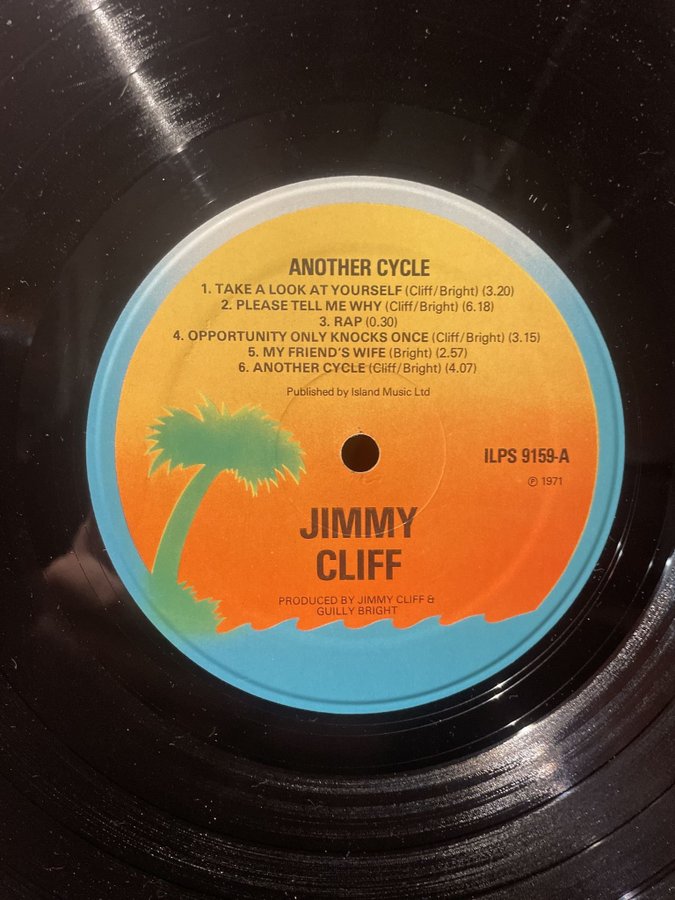 ANOTHER CYCLE
1. TAKE A LOOK AT YOURSELF (Cliff/Bright) (3.20)
2. PLEASE TELL ME WHY (Cliff/Bright) (6.18)
3. RAP (0.30)
4. OPPORTUNITY ONLY KNOCKS ONCE (Cliff/Bright) (3.15)
5. MY FRIEND'S WIFE (Bright) (2.57)
6. ANOTHER CYCLE (Cliff/Bright) (4.07)
Published by Island Music Ltd
ILPS 9159-A
℗ 1971
JIMMY
CLIFF
PRODUCED BY JIMMY CLIFF &
GUILLY BRIGHT